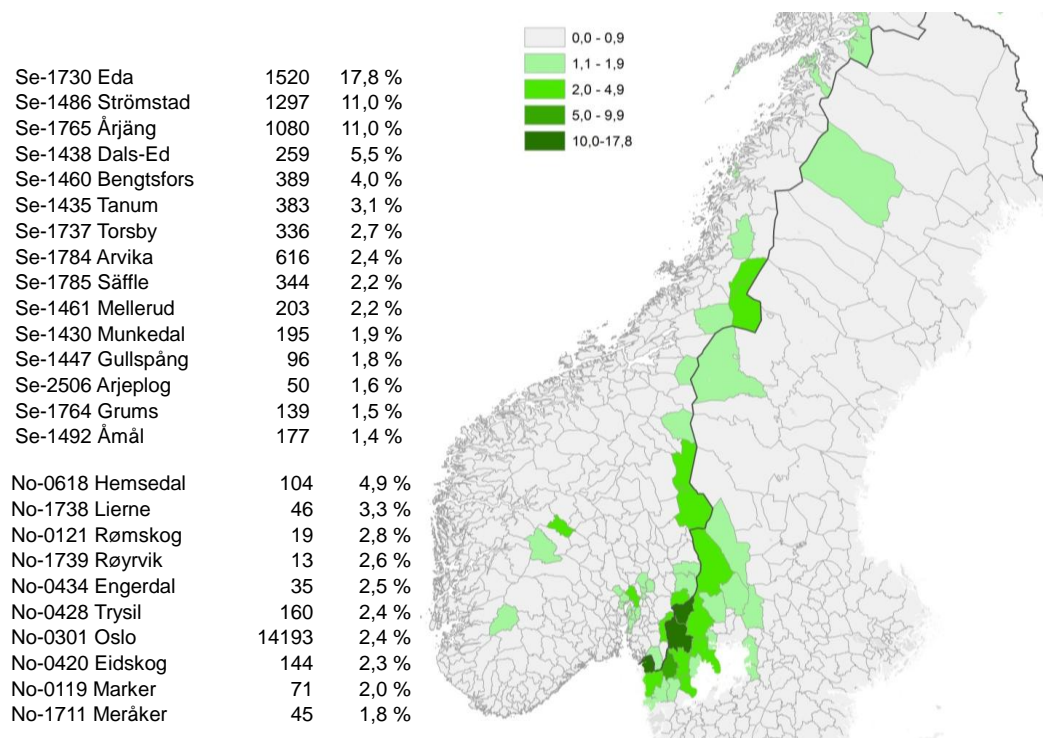 Se-1730 Eda 1520 17,8 %
Se-1486 Strömstad 1297 11,0 %
Se-1765 Årjäng 1080 11,0 %
Se-1438 Dals-Ed 259 5,5 %
Se-1460 Bengtsfors 389 4,0 %
Se-1435 Tanum 383 3,1 %
Se-1737 Torsby 336 2,7 %
Se-1784 Arvika 616 2,4 %
Se-1785 Säffle 344 2,2 %
Se-1461 Mellerud 203 2,2 %
Se-1430 Munkedal 195 1,9 %
Se-1447 Gullspång 96 1,8 %
Se-2506 Arjeplog 50 1,6 %
Se-1764 Grums 139 1,5 %
Se-1492 Åmål 177 1,4 %
No-0618 Hemsedal 104 4,9 %
No-1738 Lierne 46 3,3 %
No-0121 Rømskog 19 2,8 %
No-1739 Røyrvik 13 2,6 %
No-0434 Engerdal 35 2,5 %
No-0428 Trysil 160 2,4 %
No-0301 Oslo 14193 2,4 %
No-0420 Eidskog 144 2,3 %
No-0119 Marker 71 2,0 %
No-1711 Meråker 45 1,8 %
0,0 - 0,9
1,1 - 1,9
2,0 - 4,9
5,0 - 9,9
10,0-17,8